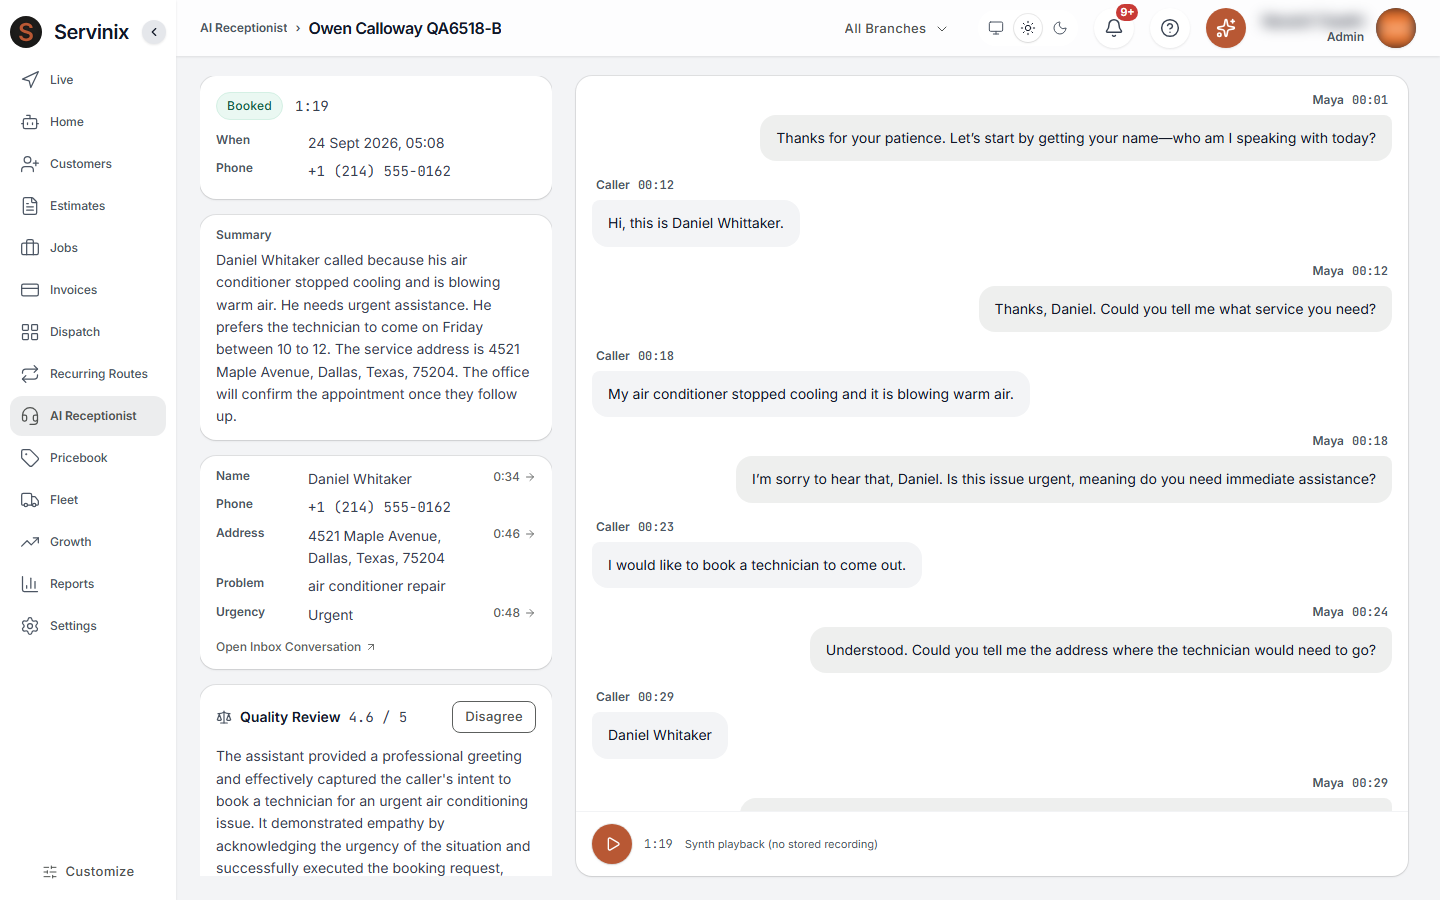 S Servinix
Live
Home
Customers
Estimates
Jobs
Invoices
Dispatch
Recurring Routes
AI Receptionist
Pricebook
Fleet
Growth
Reports
Settings
Customize
AI Receptionist › Owen Calloway QA6518-B
All Branches
9+
Admin
Booked 1:19
When 24 Sept 2026, 05:08
Phone +1 (214) 555-0162
Summary
Daniel Whitaker called because his air
conditioner stopped cooling and is blowing
warm air. He needs urgent assistance. He
prefers the technician to come on Friday
between 10 to 12. The service address is 4521
Maple Avenue, Dallas, Texas, 75204. The office
will confirm the appointment once they follow
up.
Name Daniel Whitaker 0:34 →
Phone +1 (214) 555-0162
Address 4521 Maple Avenue, 0:46 →
Dallas, Texas, 75204
Problem air conditioner repair
Urgency Urgent 0:48 →
Open Inbox Conversation ↗
Quality Review 4.6 / 5 Disagree
The assistant provided a professional greeting
and effectively captured the caller's intent to
book a technician for an urgent air conditioning
issue. It demonstrated empathy by
acknowledging the urgency of the situation and
successfully executed the booking request,
Maya 00:01
Thanks for your patience. Let’s start by getting your name—who am I speaking with today?
Caller 00:12
Hi, this is Daniel Whittaker.
Maya 00:12
Thanks, Daniel. Could you tell me what service you need?
Caller 00:18
My air conditioner stopped cooling and it is blowing warm air.
Maya 00:18
I’m sorry to hear that, Daniel. Is this issue urgent, meaning do you need immediate assistance?
Caller 00:23
I would like to book a technician to come out.
Maya 00:24
Understood. Could you tell me the address where the technician would need to go?
Caller 00:29
Daniel Whitaker
Maya 00:29
1:19 Synth playback (no stored recording)